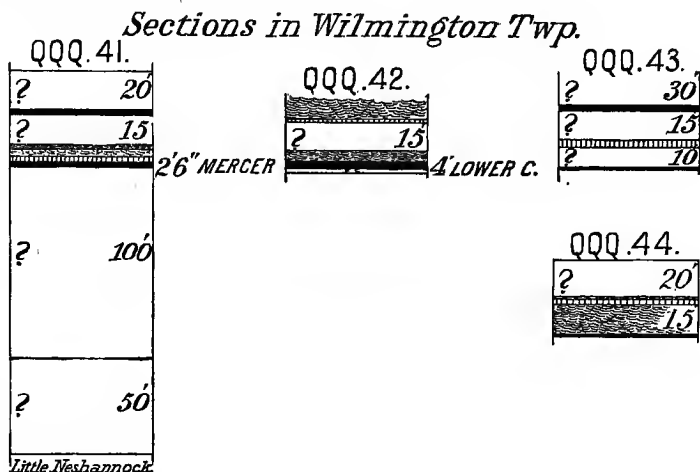 Sections in Wilmington Twp.
QQQ.41.
? 20'
? 15'
2'6" MERCER
? 100'
? 50'
Little Neshannock
QQQ.42.
? 15'
4' LOWER C.
QQQ.43.
? 30'
? 15
? 10
QQQ.44.
? 20'
15